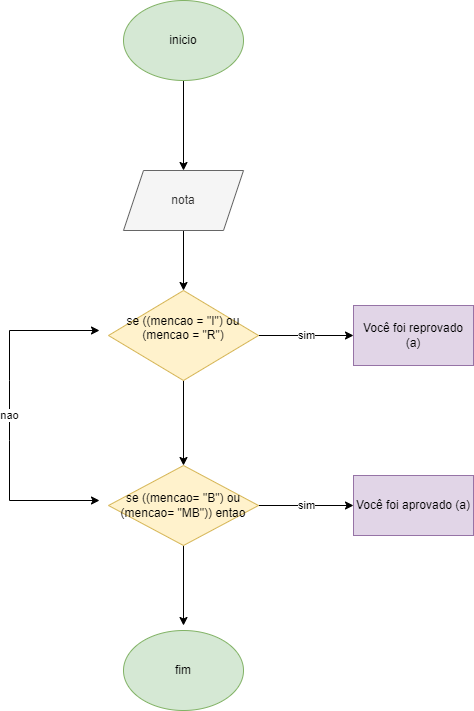 inicio
nota
se ((mencao = "I") ou
(mencao = "R")
sim
Você foi reprovado
(a)
nao
se ((mencao= "B") ou
(mencao= "MB")) entao
sim
Você foi aprovado (a)
fim